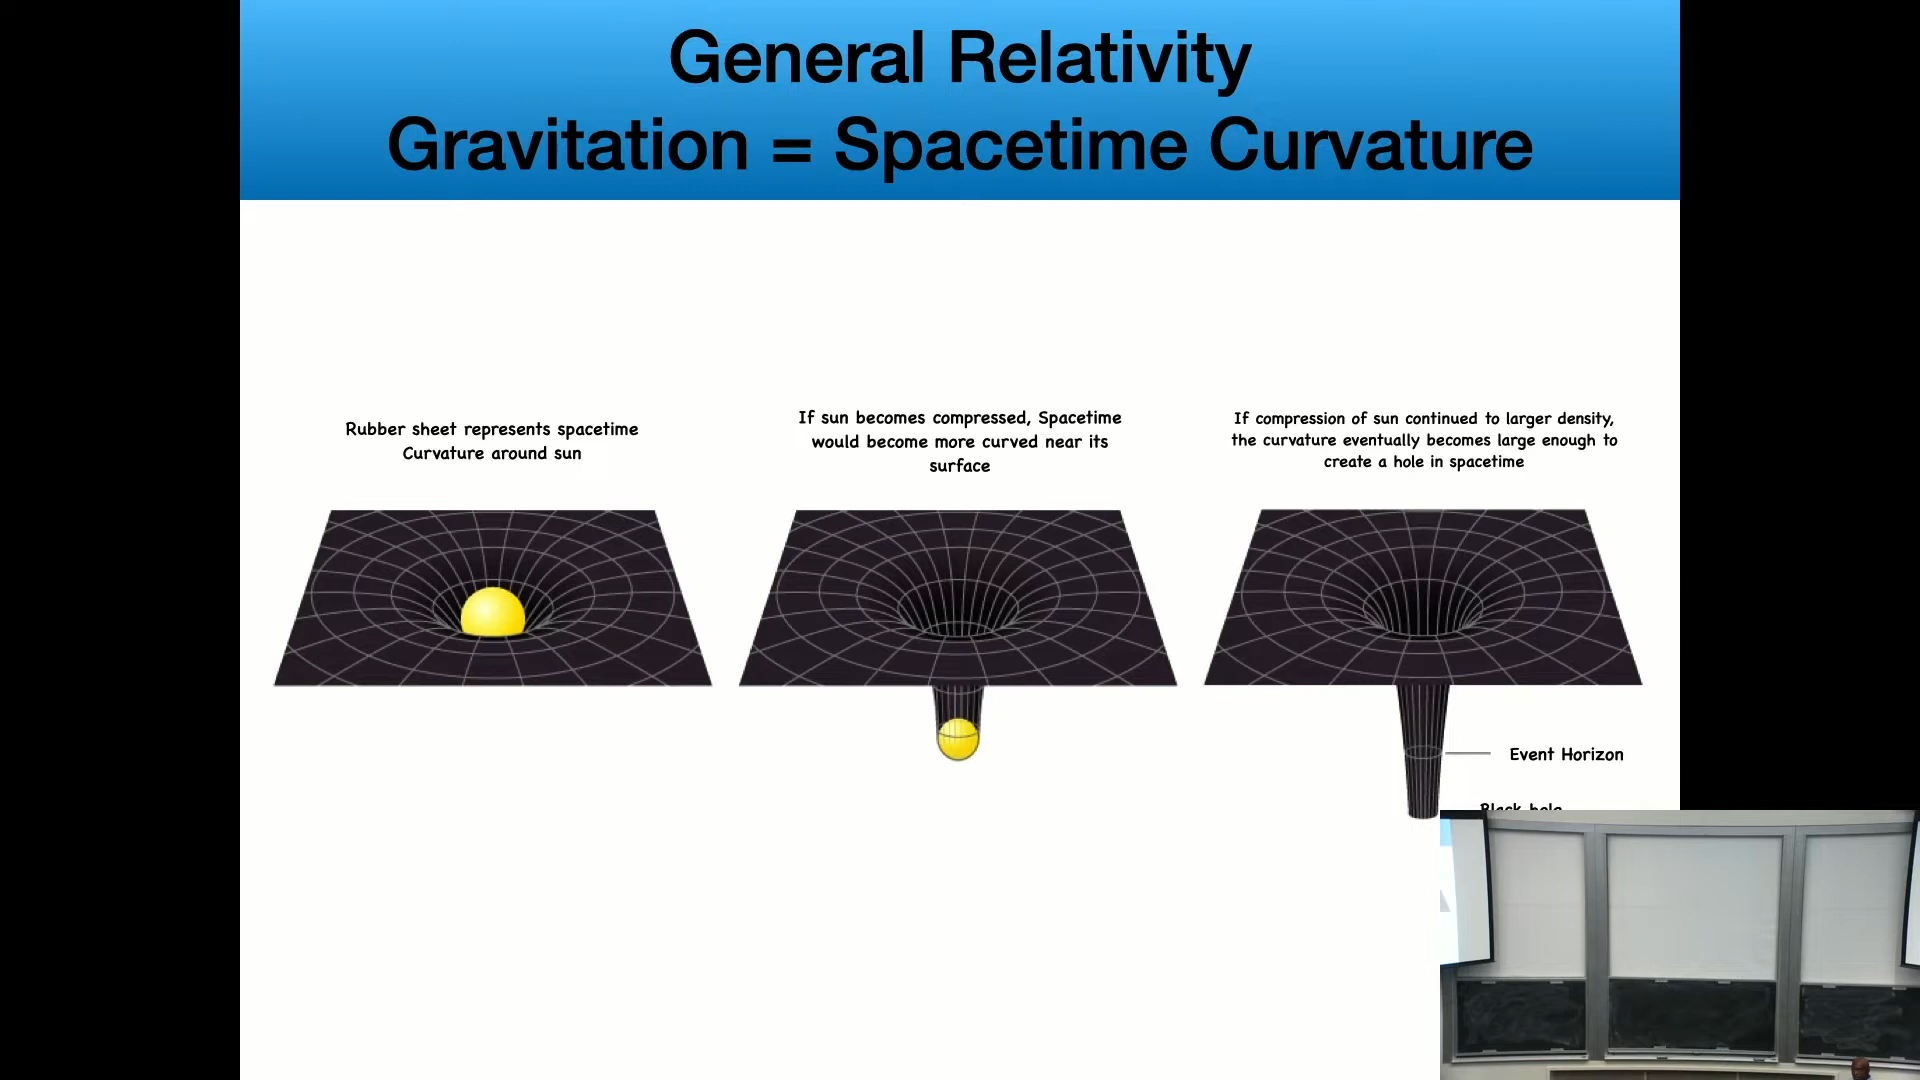 General Relativity
Gravitation = Spacetime Curvature
Rubber sheet represents spacetime
Curvature around sun
If sun becomes compressed, Spacetime
would become more curved near its
surface
If compression of sun continued to larger density,
the curvature eventually becomes large enough to
create a hole in spacetime
Event Horizon
Black hole